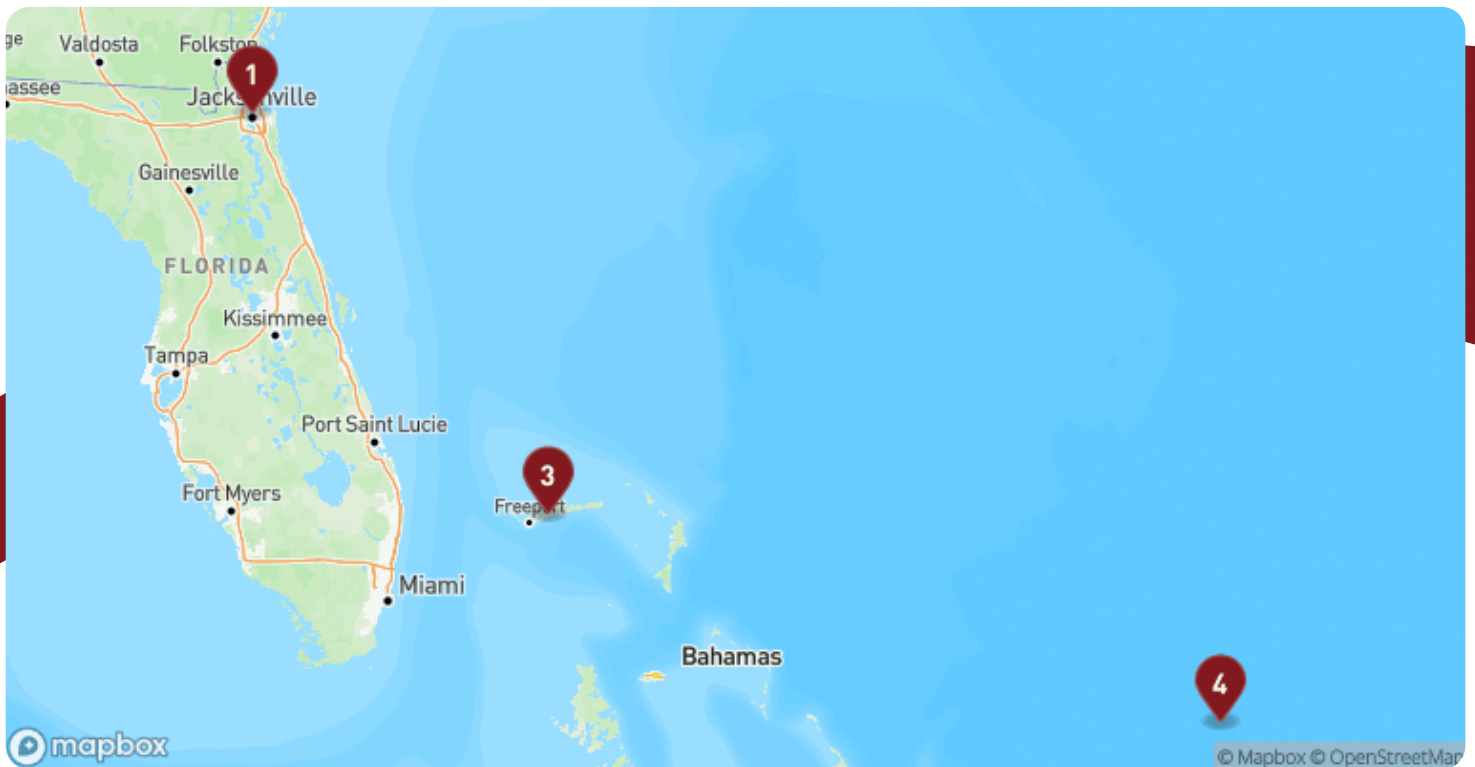 ge
Valdosta
Folkston
1
assee
Jacksonville
Gainesville
FLORIDA
Kissimmee
Tampa
Port Saint Lucie
3
Fort Myers
Freeport
Miami
Bahamas
4
mapbox
© Mapbox © OpenStreetMap